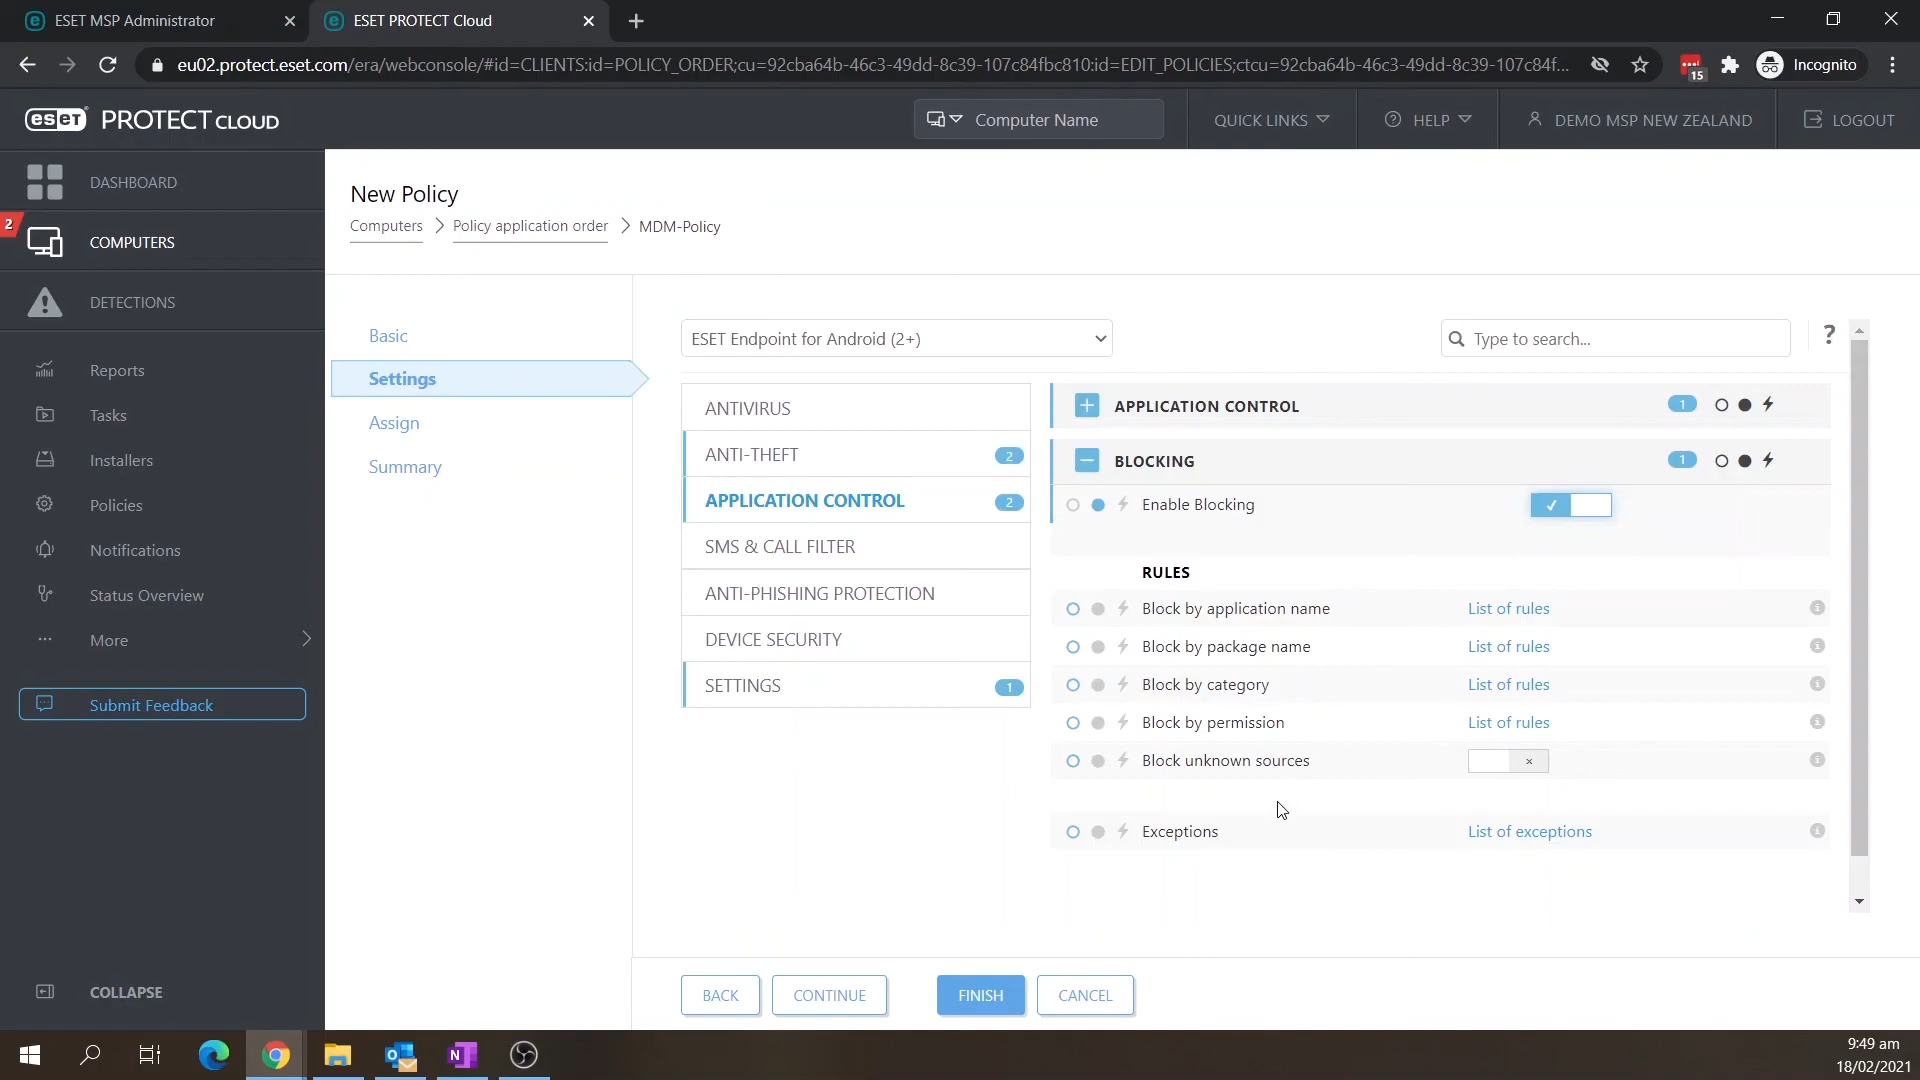 ESET MSP Administrator
ESET PROTECT Cloud
eu02.protect.eset.com/era/webconsole/#id=CLIENTS:id=POLICY_ORDER;cu=92cba64b-46c3-49dd-8c39-107c84fbc810:id=EDIT_POLICIES;ctcu=92cba64b-46c3-49dd-8c39-107c84f...
15
Incognito
eset PROTECT CLOUD
Computer Name
QUICK LINKS
HELP
DEMO MSP NEW ZEALAND
LOGOUT
DASHBOARD
2
COMPUTERS
DETECTIONS
Reports
Tasks
Installers
Policies
Notifications
Status Overview
More
Submit Feedback
COLLAPSE
New Policy
Computers
Policy application order
MDM-Policy
Basic
Settings
Assign
Summary
ESET Endpoint for Android (2+)
Type to search...
?
ANTIVIRUS
ANTI-THEFT 2
APPLICATION CONTROL 2
SMS & CALL FILTER
ANTI-PHISHING PROTECTION
DEVICE SECURITY
SETTINGS 1
APPLICATION CONTROL 1
BLOCKING 1
Enable Blocking
RULES
Block by application name List of rules
Block by package name List of rules
Block by category List of rules
Block by permission List of rules
Block unknown sources
Exceptions List of exceptions
BACK
CONTINUE
FINISH
CANCEL
9:49 am
18/02/2021